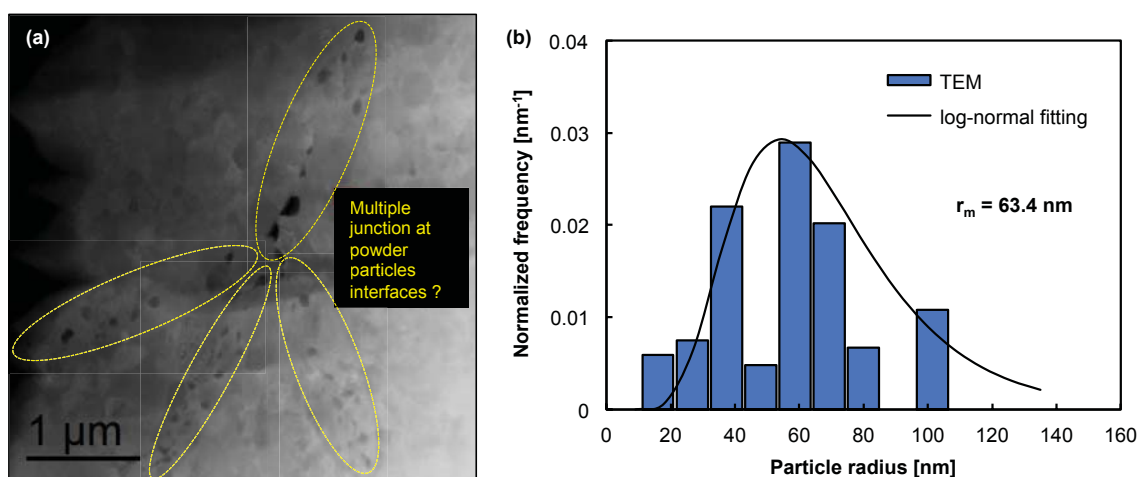 (a)
Multiple
junction at
powder
particles
interfaces ?
1 µm
(b)
Normalized frequency [nm⁻¹]
0.04
0.03
0.02
0.01
0
TEM
log-normal fitting
rₘ = 63.4 nm
0 20 40 60 80 100 120 140 160
Particle radius [nm]